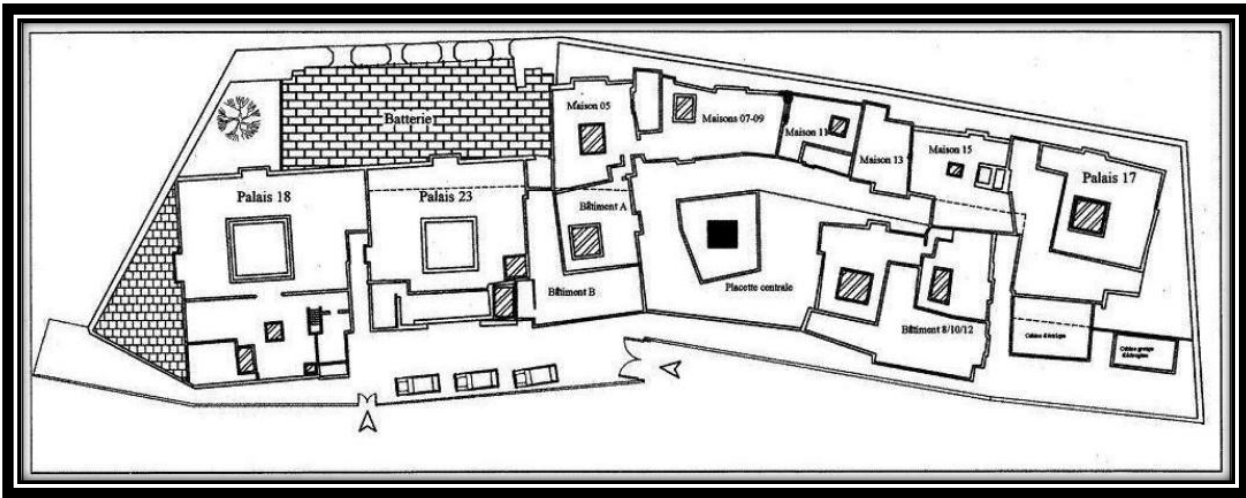 Batterie
Maison 05
Maisons 07-09
Maison 11
Maison 13
Maison 15
Palais 17
Palais 18
Palais 23
Bâtiment A
Bâtiment B
Placette centrale
Bâtiment 8/10/12